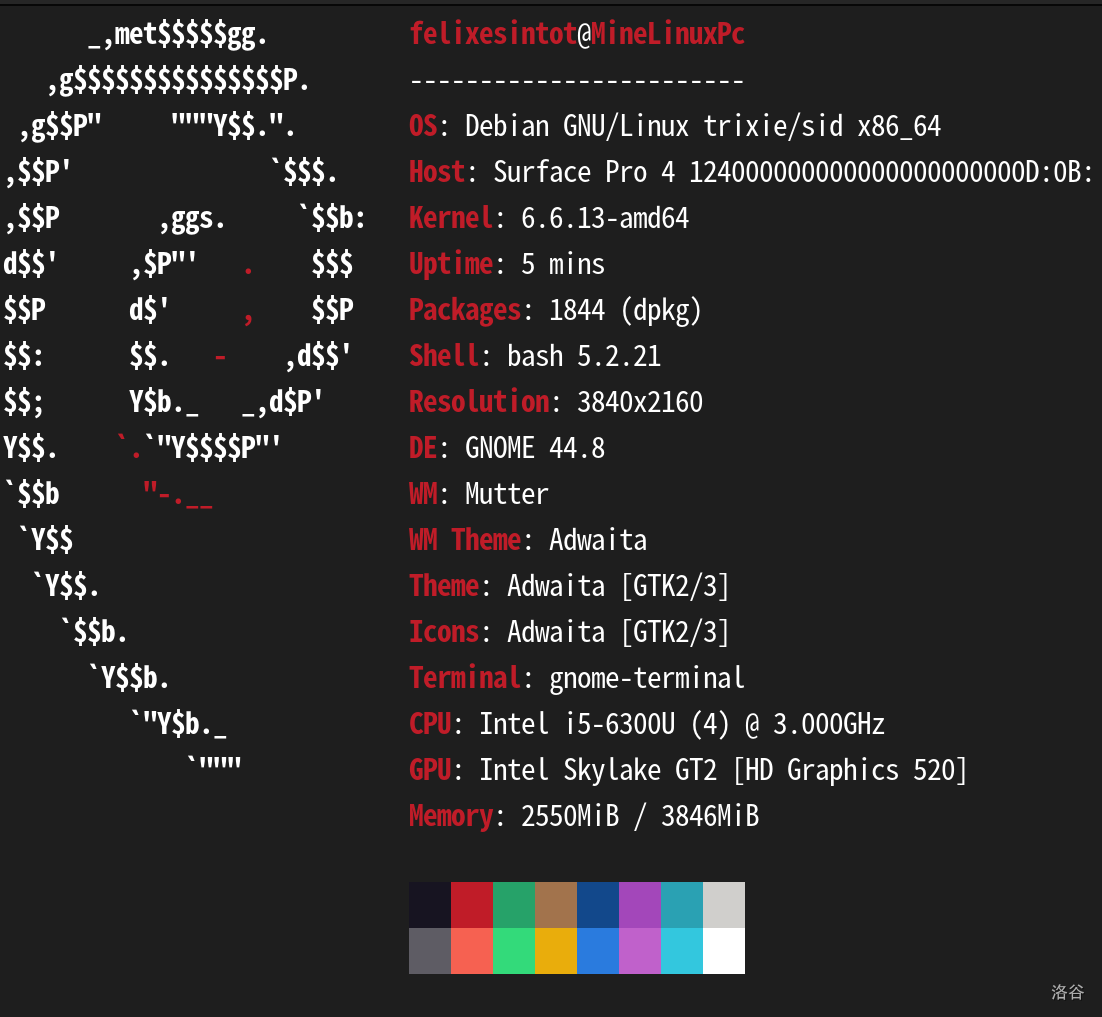 _,met$$$$$gg. felixesintot@MineLinuxPc
,g$$$$$$$$$$$$$$$P. ------------------------
,g$$P" """Y$$.". OS: Debian GNU/Linux trixie/sid x86_64
,$$P' `$$$. Host: Surface Pro 4 124000000000000000000000D:0B:
,$$P ,ggs. `$$b: Kernel: 6.6.13-amd64
d$$' ,$P"' . $$$ Uptime: 5 mins
$$P d$' , $$P Packages: 1844 (dpkg)
$$: $$. - ,d$$' Shell: bash 5.2.21
$$; Y$b._ _,d$P' Resolution: 3840x2160
Y$$. `.`"Y$$$$P"' DE: GNOME 44.8
`$$b "-.__ WM: Mutter
`Y$$ WM Theme: Adwaita
`Y$$. Theme: Adwaita [GTK2/3]
`$$b. Icons: Adwaita [GTK2/3]
`Y$$b. Terminal: gnome-terminal
`"Y$b._ CPU: Intel i5-6300U (4) @ 3.000GHz
`""" GPU: Intel Skylake GT2 [HD Graphics 520]
Memory: 2550MiB / 3846MiB
洛谷